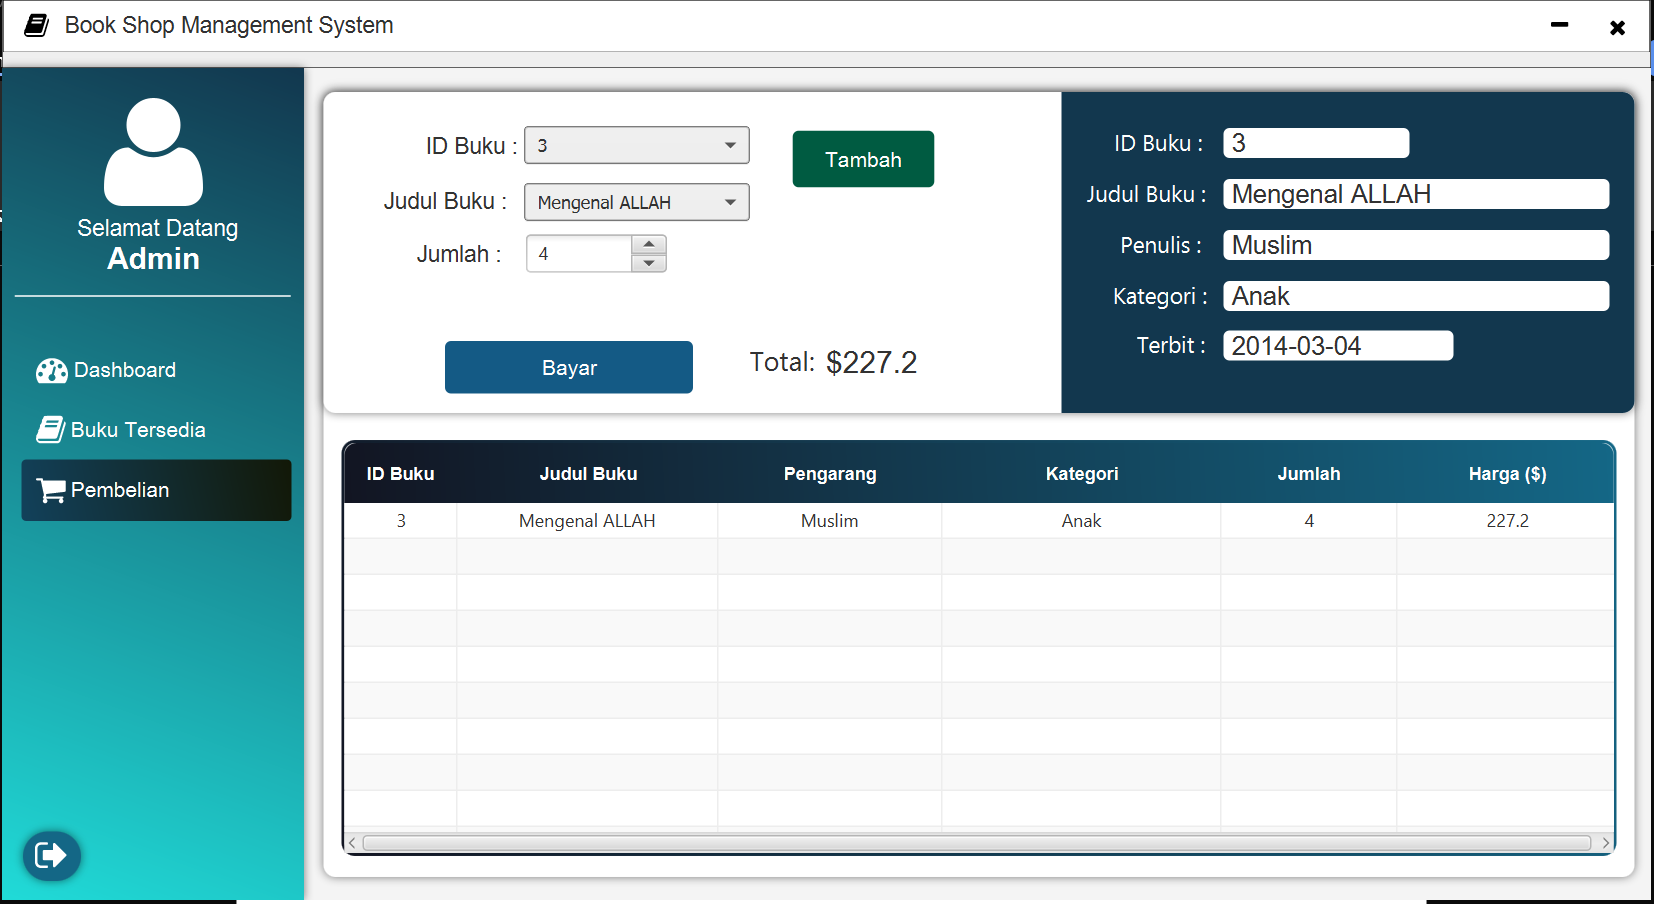 Book Shop Management System
Selamat Datang
Admin
Dashboard
Buku Tersedia
Pembelian
ID Buku : 3
Judul Buku : Mengenal ALLAH
Jumlah : 4
Tambah
Bayar
Total: $227.2
ID Buku : 3
Judul Buku : Mengenal ALLAH
Penulis : Muslim
Kategori : Anak
Terbit : 2014-03-04
ID Buku Judul Buku Pengarang Kategori Jumlah Harga ($)
3 Mengenal ALLAH Muslim Anak 4 227.2